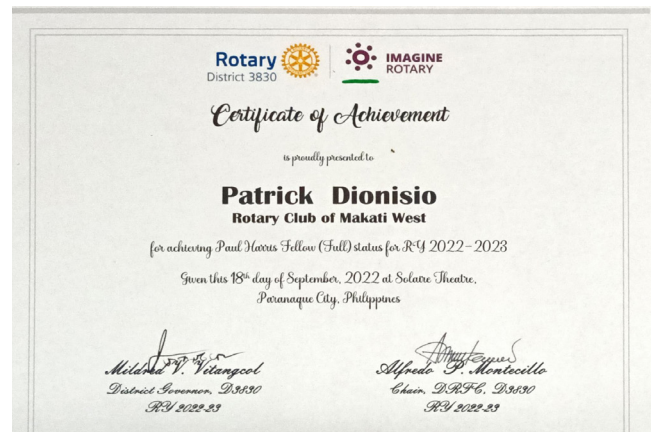 Rotary
District 3830
IMAGINE
ROTARY
Certificate of Achievement
is proudly presented to
Patrick Dionisio
Rotary Club of Makati West
for achieving Paul Harris Fellow (Full) status for RY 2022-2023
Given this 18th day of September, 2022 at Solaire Theatre,
Paranaque City, Philippines
Mildred V. Vitangcol
District Governor, D3830
RY 2022-23
Alfredo P. Montecillo
Chair, DRFC, D3830
RY 2022-23